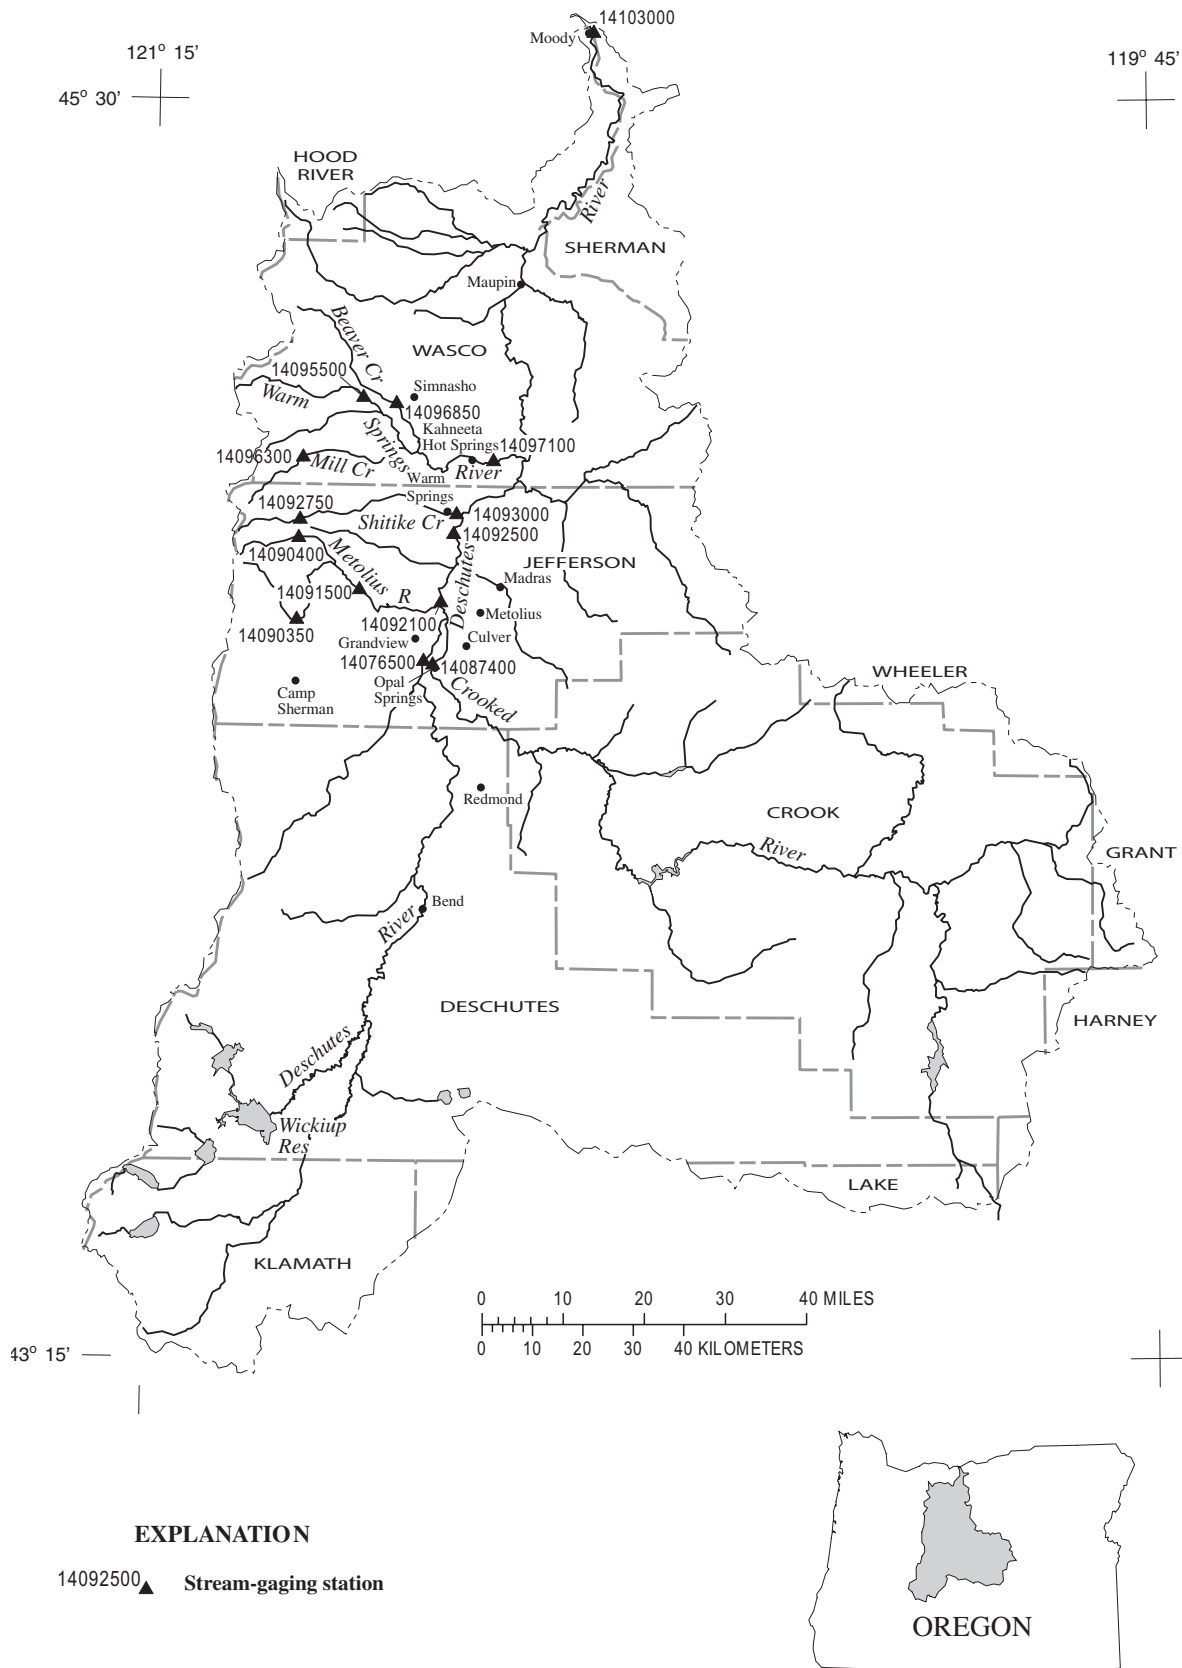 14103000
Moody
121° 15’
119° 45’
45° 30’
HOOD
RIVER
River
SHERMAN
Maupin
Beaver Cr
WASCO
14095500
Simnasho
Warm
14096850
Kahneeta
Hot Springs
14097100
Springs
14096300
Mill Cr
River
Warm
Springs
14092750
14093000
Shitike Cr
14092500
14090400
Metolius
R
Deschutes
JEFFERSON
Madras
14091500
Metolius
14092100
14090350
Grandview
Culver
14076500
14087400
WHEELER
Opal
Springs
Crooked
Camp
Sherman
Redmond
CROOK
River
GRANT
Bend
River
DESCHUTES
HARNEY
Deschutes
Wickiup
Res
LAKE
KLAMATH
0 10 20 30 40 MILES
0 10 20 30 40 KILOMETERS
43° 15’
EXPLANATION
14092500 Stream-gaging station
OREGON